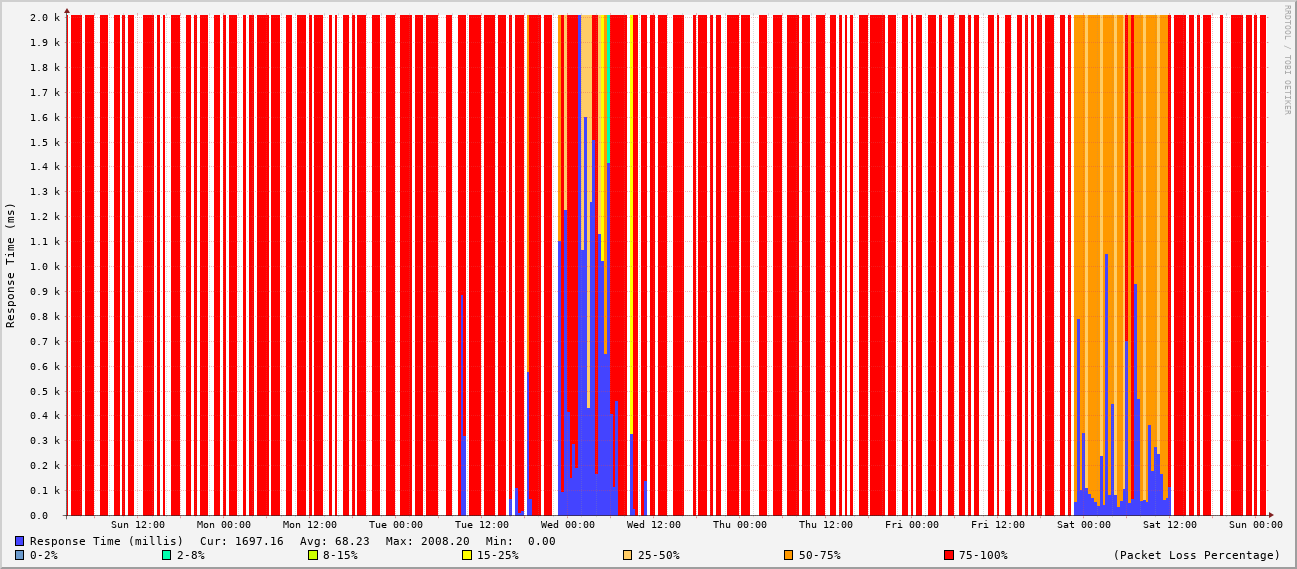 2.0 k
1.9 k
1.8 k
1.7 k
1.6 k
1.5 k
1.4 k
1.3 k
1.2 k
1.1 k
1.0 k
0.9 k
0.8 k
0.7 k
0.6 k
0.5 k
0.4 k
0.3 k
0.2 k
0.1 k
0.0
Response Time (ms)
RRDTOOL / TOBI OETIKER
Sun 12:00 Mon 00:00 Mon 12:00 Tue 00:00 Tue 12:00 Wed 00:00 Wed 12:00 Thu 00:00 Thu 12:00 Fri 00:00 Fri 12:00 Sat 00:00 Sat 12:00 Sun 00:00
Response Time (millis) Cur: 1697.16 Avg: 68.23 Max: 2008.20 Min: 0.00
0-2% 2-8% 8-15% 15-25% 25-50% 50-75% 75-100% (Packet Loss Percentage)